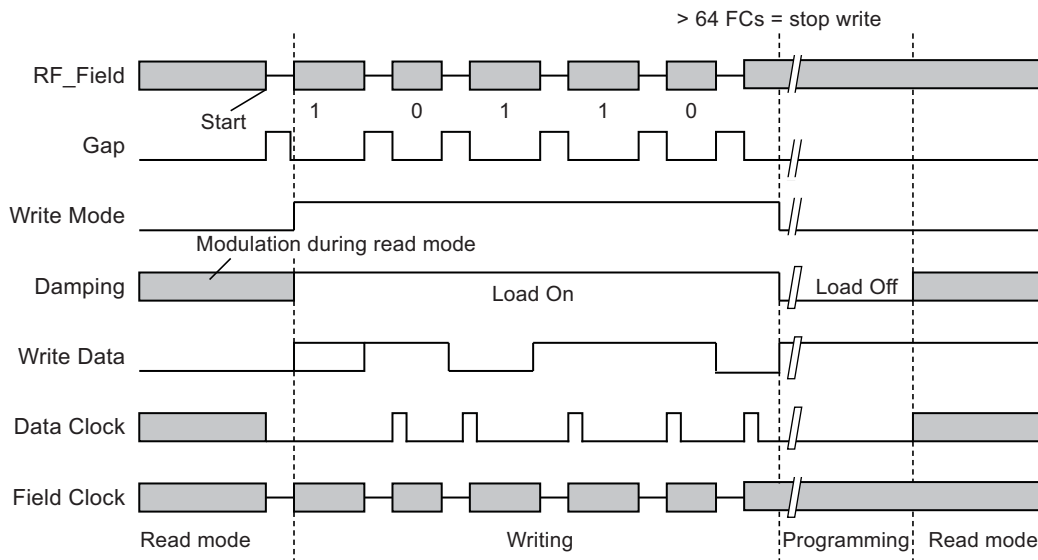 > 64 FCs = stop write
RF_Field
Start
1 0 1 1 0
Gap
Write Mode
Modulation during read mode
Damping
Load On
Load Off
Write Data
Data Clock
Field Clock
Read mode
Writing
Programming
Read mode